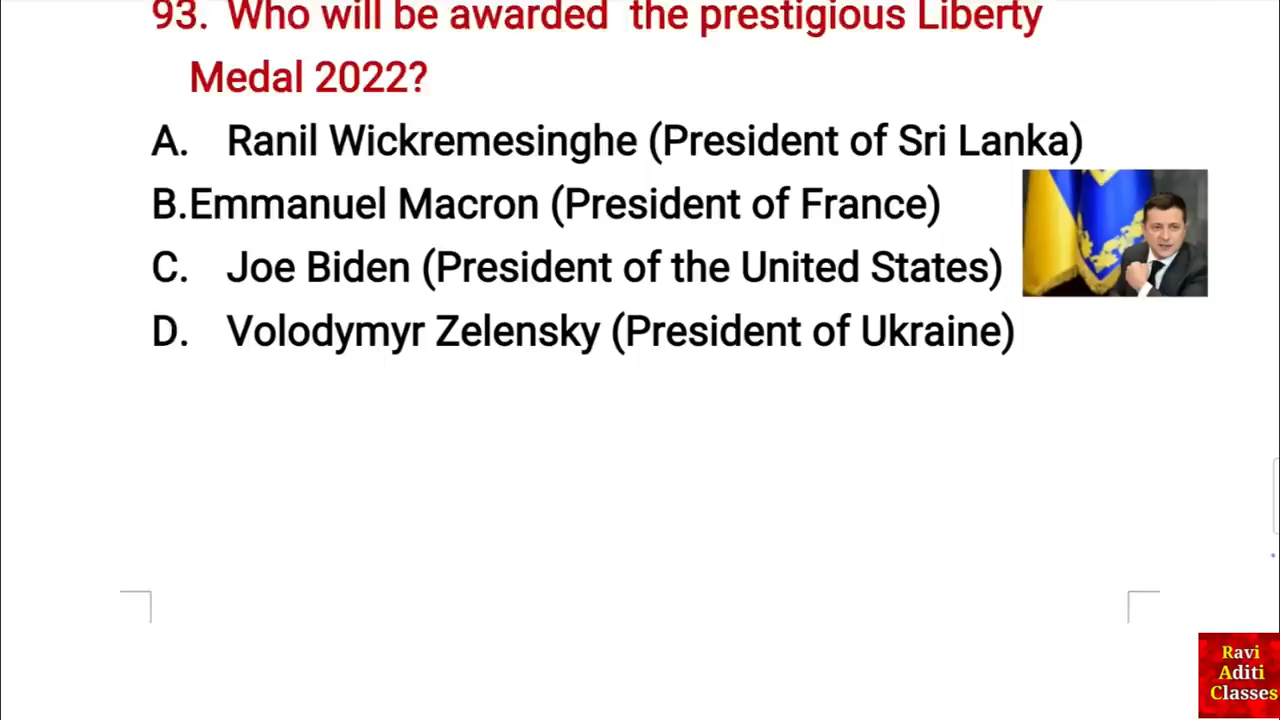 93. Who will be awarded the prestigious Liberty
Medal 2022?
A. Ranil Wickremesinghe (President of Sri Lanka)
B.Emmanuel Macron (President of France)
C. Joe Biden (President of the United States)
D. Volodymyr Zelensky (President of Ukraine)
Ravi
Aditi
Classes